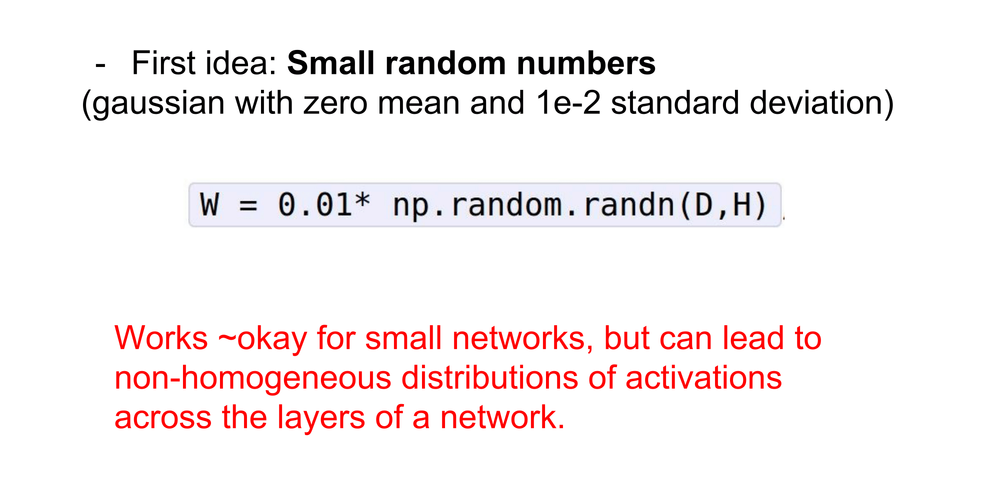 - First idea: Small random numbers
(gaussian with zero mean and 1e-2 standard deviation)
W = 0.01* np.random.randn(D,H)
Works ~okay for small networks, but can lead to
non-homogeneous distributions of activations
across the layers of a network.